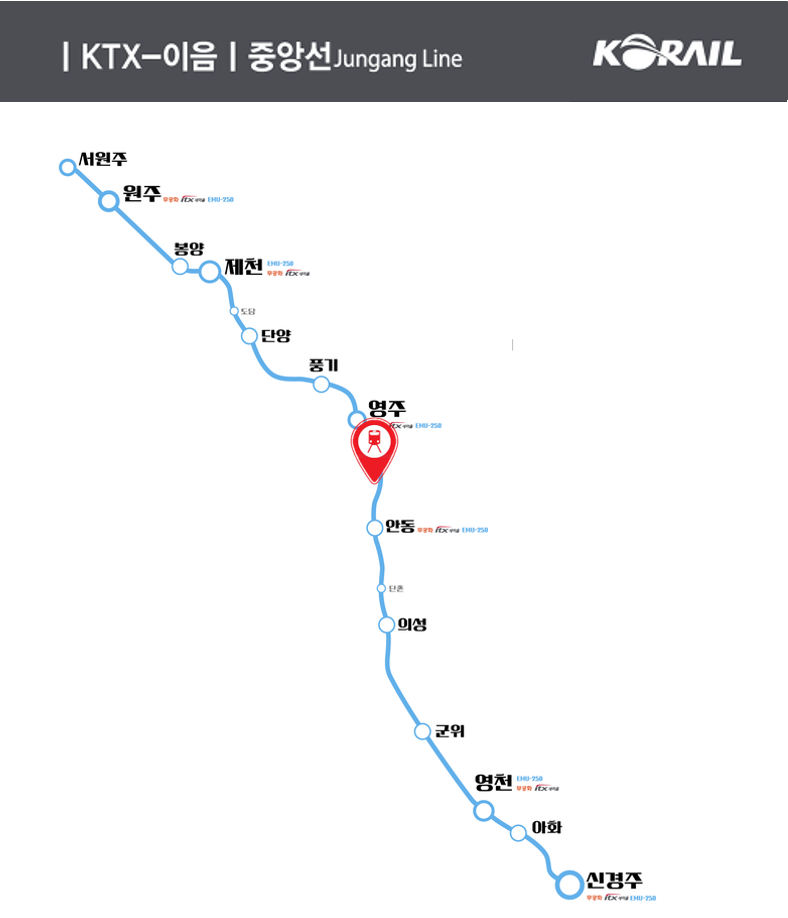 | KTX-이음 | 중앙선 Jungang Line
KORAIL
서원주
원주 무궁화 ITX 새마을 EMU-250
봉양
제천 EMU-250
무궁화 ITX 새마을
도담
단양
풍기
영주
ITX 새마을 EMU-250
안동 무궁화 ITX 새마을 EMU-250
단촌
의성
군위
영천 EMU-250
무궁화 ITX 새마을
아화
신경주
무궁화 ITX 새마을 EMU-250